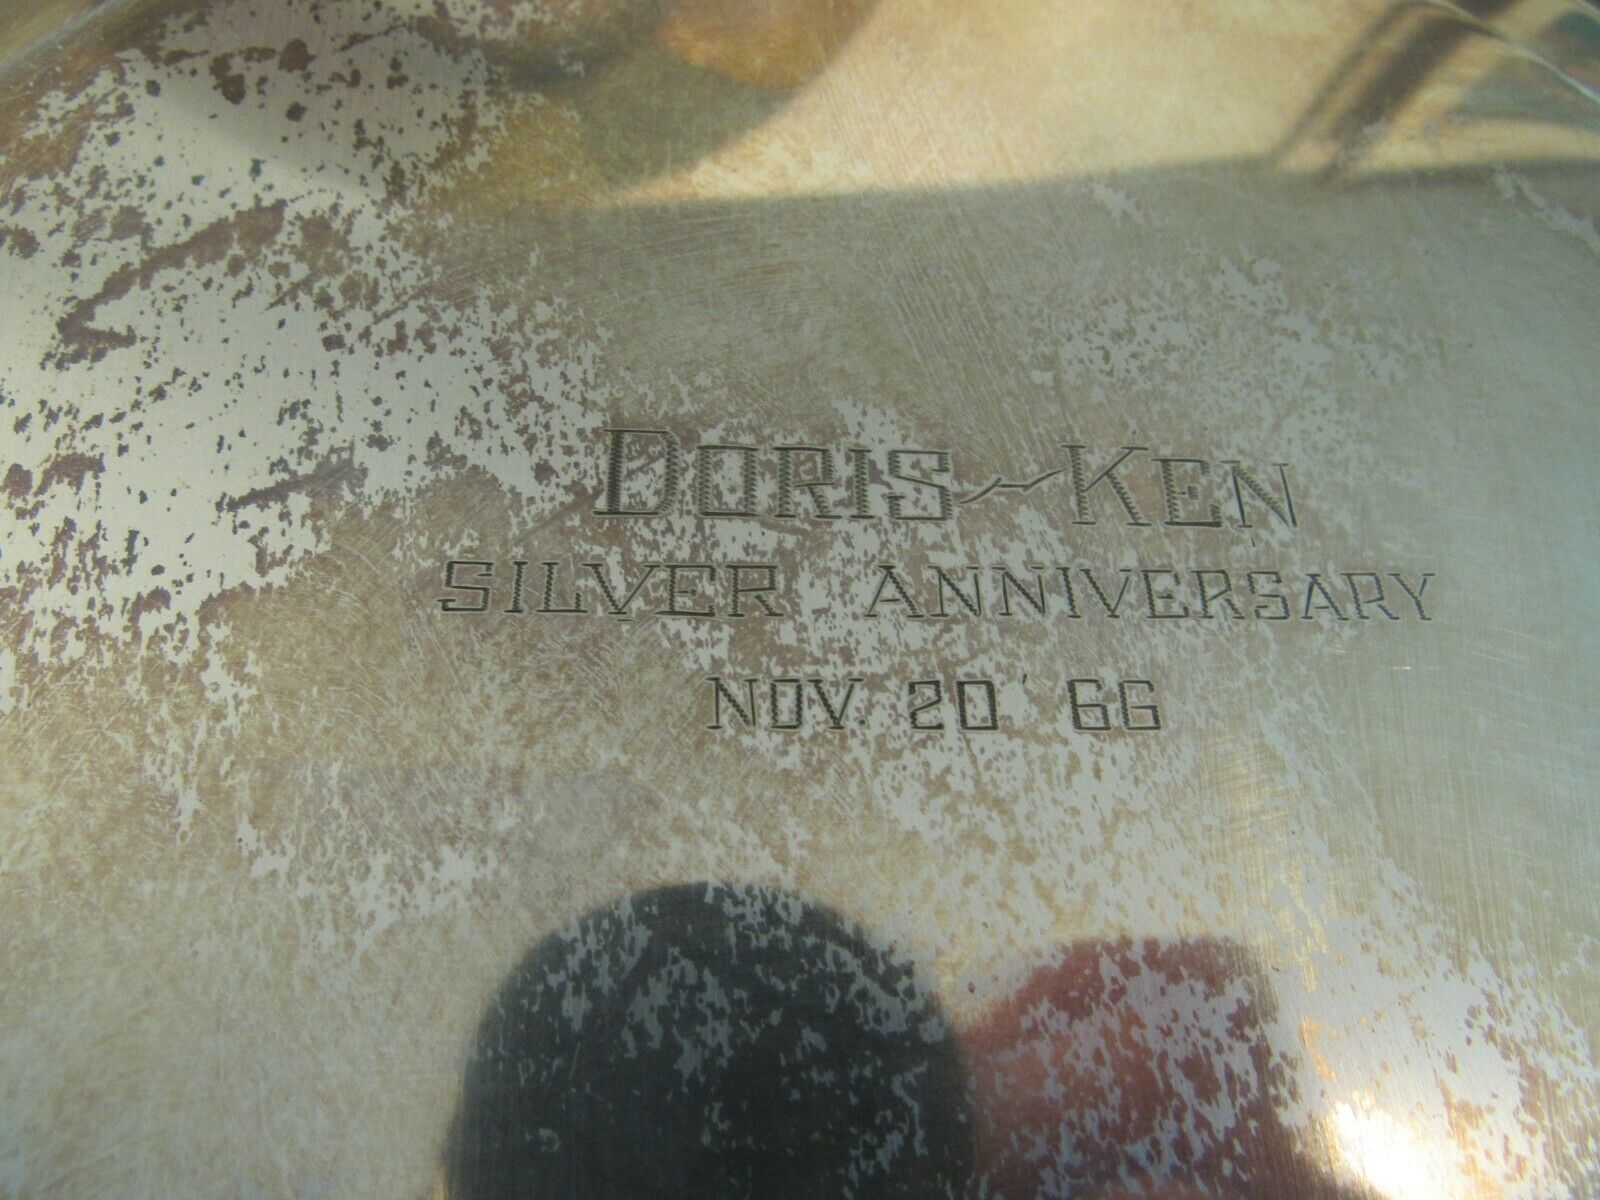 DORIS~KEN
SILVER ANNIVERSARY
NOV. 20 '66